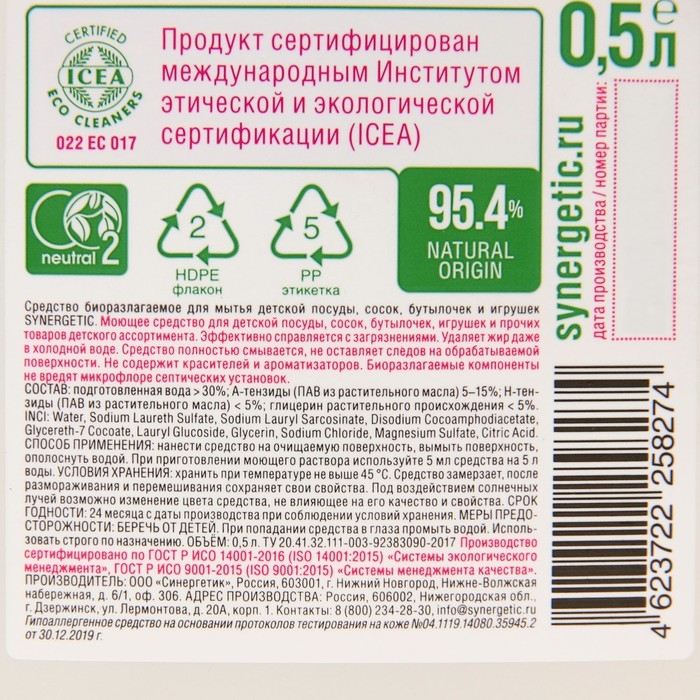 CERTIFIED
ICEA
ECO CLEANERS
022 EC 017
Продукт сертифицирован
международным Институтом
этической и экологической
сертификации (ICEA)
0,5 л e
CO2
neutral
2
HDPE
флакон
5
PP
этикетка
95.4%
NATURAL
ORIGIN
synergetic.ru
дата производства / номер партии:
Средство биоразлагаемое для мытья детской посуды, сосок, бутылочек и игрушек
SYNERGETIC. Моющее средство для детской посуды, сосок, бутылочек, игрушек и прочих
товаров детского ассортимента. Эффективно справляется с загрязнениями. Удаляет жир даже
в холодной воде. Средство полностью смывается, не оставляет следов на обрабатываемой
поверхности. Не содержит красителей и ароматизаторов. Биоразлагаемые компоненты
не вредят микрофлоре септических установок.
СОСТАВ: подготовленная вода > 30%; А-тензиды (ПАВ из растительного масла) 5–15%; Н-тен-
зиды (ПАВ из растительного масла) < 5%; глицерин растительного происхождения < 5%.
INCI: Water, Sodium Laureth Sulfate, Sodium Lauryl Sarcosinate, Disodium Cocoamphodiacetate,
Glycereth-7 Cocoate, Lauryl Glucoside, Glycerin, Sodium Chloride, Magnesium Sulfate, Citric Acid.
СПОСОБ ПРИМЕНЕНИЯ: нанести средство на очищаемую поверхность, вымыть поверхность,
ополоснуть водой. При приготовлении моющего раствора используйте 5 мл средства на 5 л
воды. УСЛОВИЯ ХРАНЕНИЯ: хранить при температуре не выше 45 °С. Средство замерзает, после
размораживания и перемешивания сохраняет свои свойства. Под воздействием солнечных
лучей возможно изменение цвета средства, не влияющее на его качество и свойства. СРОК
ГОДНОСТИ: 24 месяца с даты производства при соблюдении условий хранения. МЕРЫ ПРЕДО-
СТОРОЖНОСТИ: БЕРЕЧЬ ОТ ДЕТЕЙ. При попадании средства в глаза промыть водой. Исполь-
зовать строго по назначению. ОБЪЁМ: 0,5 л. ТУ 20.41.32.111-003-92383090-2017 Производство
сертифицировано по ГОСТ Р ИСО 14001-2016 (ISO 14001:2015) «Системы экологического
менеджмента», ГОСТ Р ИСО 9001-2015 (ISO 9001:2015) «Системы менеджмента качества».
ПРОИЗВОДИТЕЛЬ: ООО «Синергетик», Россия, 603001, г. Нижний Новгород, Нижне-Волжская
набережная, д. 6/1, оф. 306. АДРЕС ПРОИЗВОДСТВА: Россия, 606002, Нижегородская обл.,
г. Дзержинск, ул. Лермонтова, д. 20А, корп. 1. Контакты: 8 (800) 234-28-30, info@synergetic.ru
Гипоаллергенное средство на основании протоколов тестирования на коже №04.1119.14080.35945.2
от 30.12.2019 г.
4 623722 258274